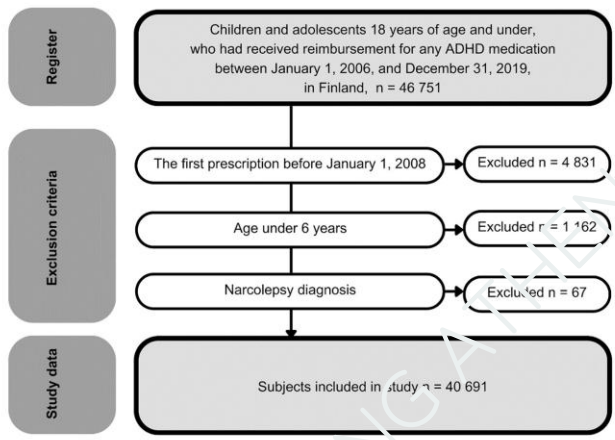 Register
Children and adolescents 18 years of age and under,
who had received reimbursement for any ADHD medication
between January 1, 2006, and December 31, 2019,
in Finland, n = 46 751
Exclusion criteria
The first prescription before January 1, 2008
Excluded n = 4 831
Age under 6 years
Excluded n = 1 162
Narcolepsy diagnosis
Excluded n = 67
Study data
Subjects included in study n = 40 691